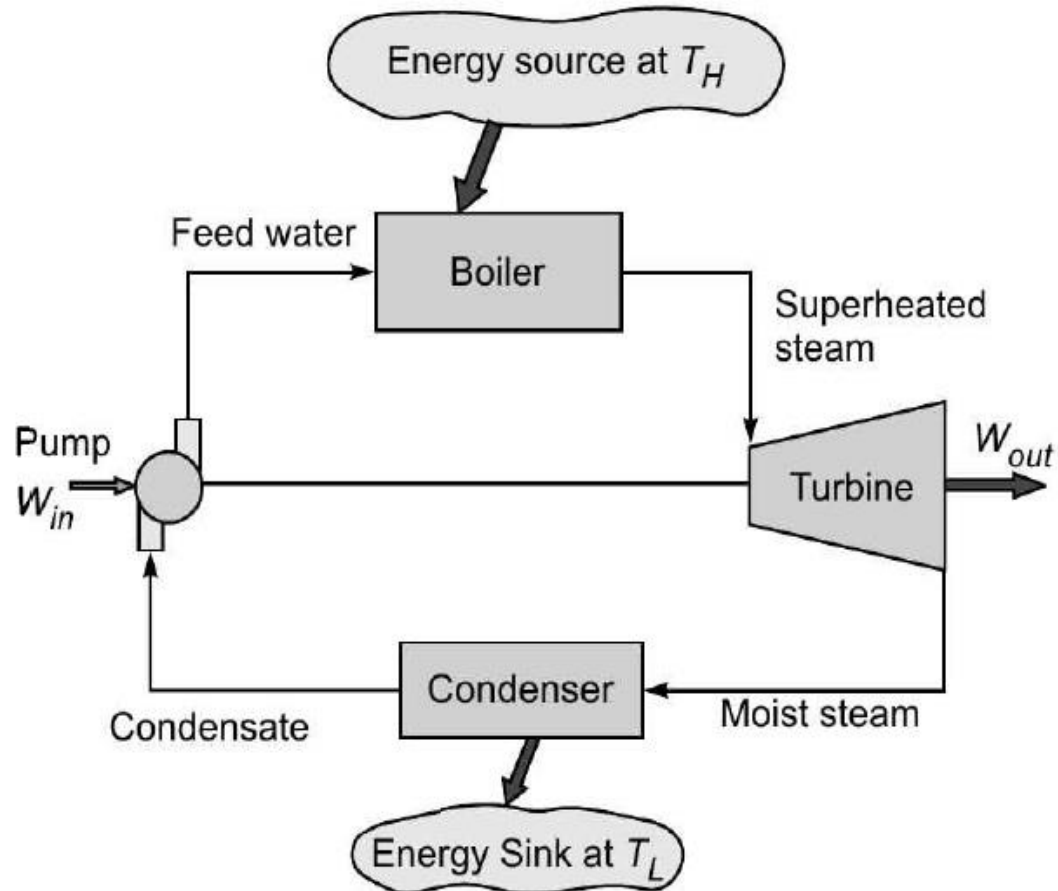 Energy source at T_H
Feed water
Boiler
Superheated
steam
Pump
W_in
Turbine
W_out
Condenser
Moist steam
Condensate
Energy Sink at T_L